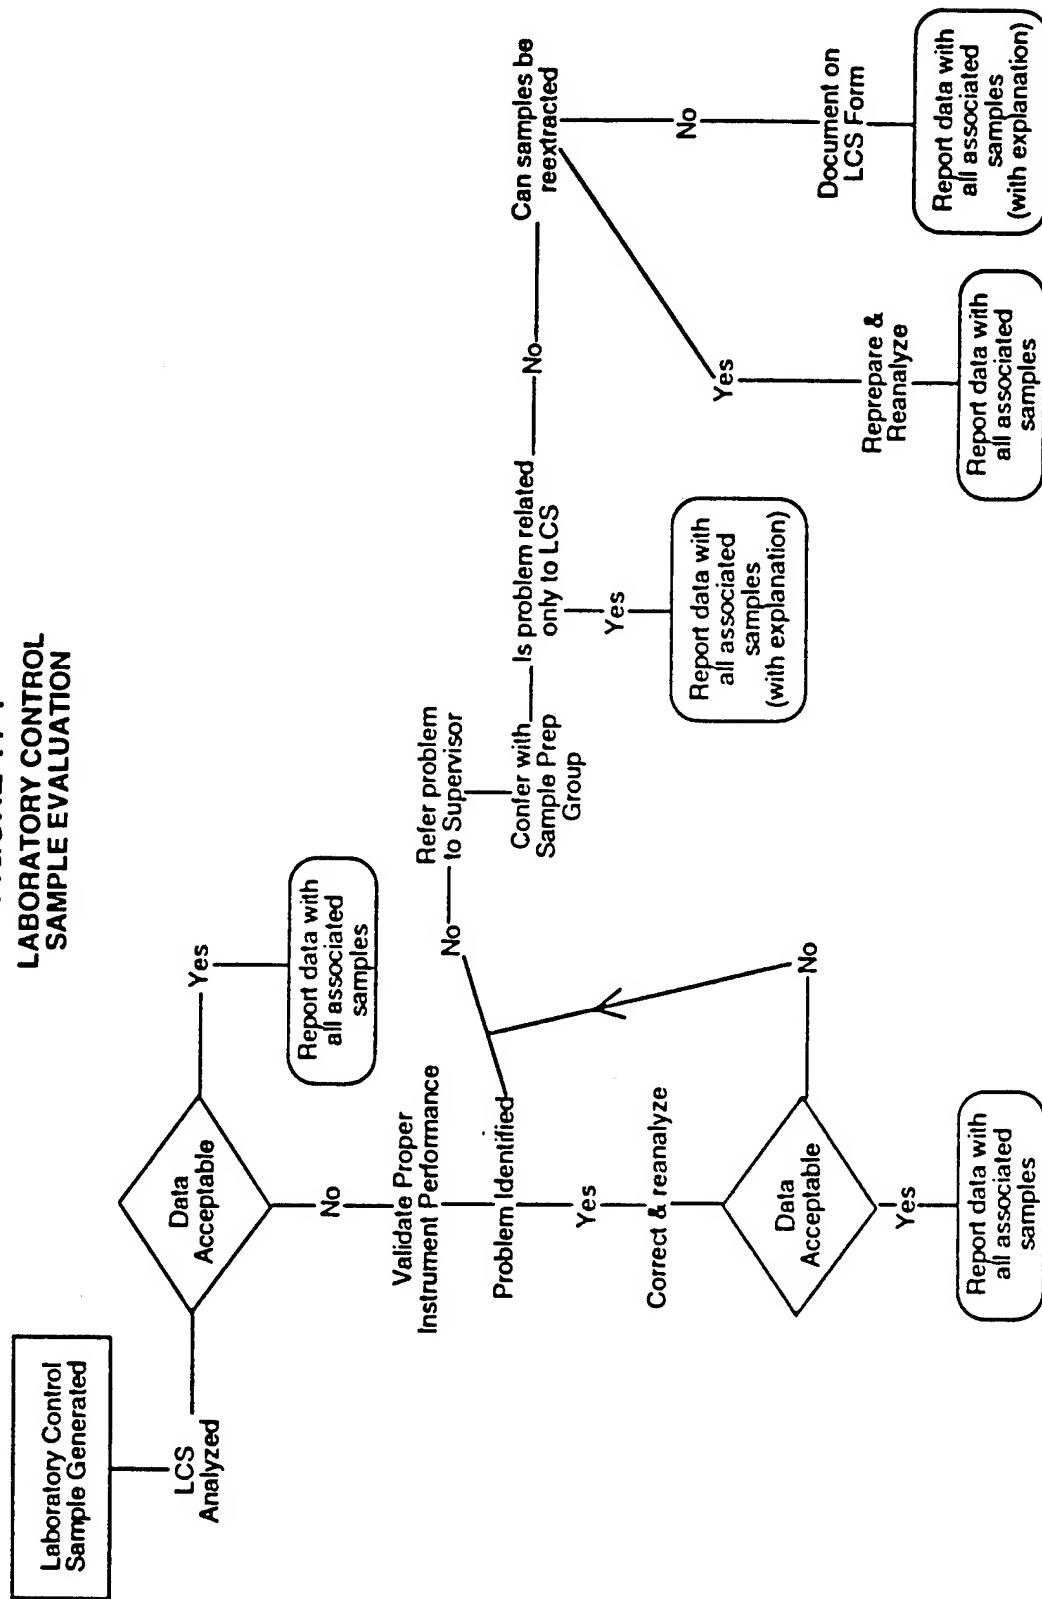 LABORATORY CONTROL
SAMPLE EVALUATION
Laboratory Control
Sample Generated
LCS
Analyzed
Data
Acceptable
Yes
Report data with
all associated
samples
No
Validate Proper
Instrument Performance
Problem Identified
No
Refer problem
to Supervisor
Confer with
Sample Prep
Group
Is problem related
only to LCS
No
Can samples be
reextracted
Yes
Report data with
all associated
samples
(with explanation)
Yes
Reprepare &
Reanalyze
Report data with
all associated
samples
No
Document on
LCS Form
Report data with
all associated
samples
(with explanation)
Yes
Correct & reanalyze
Data
Acceptable
No
Yes
Report data with
all associated
samples